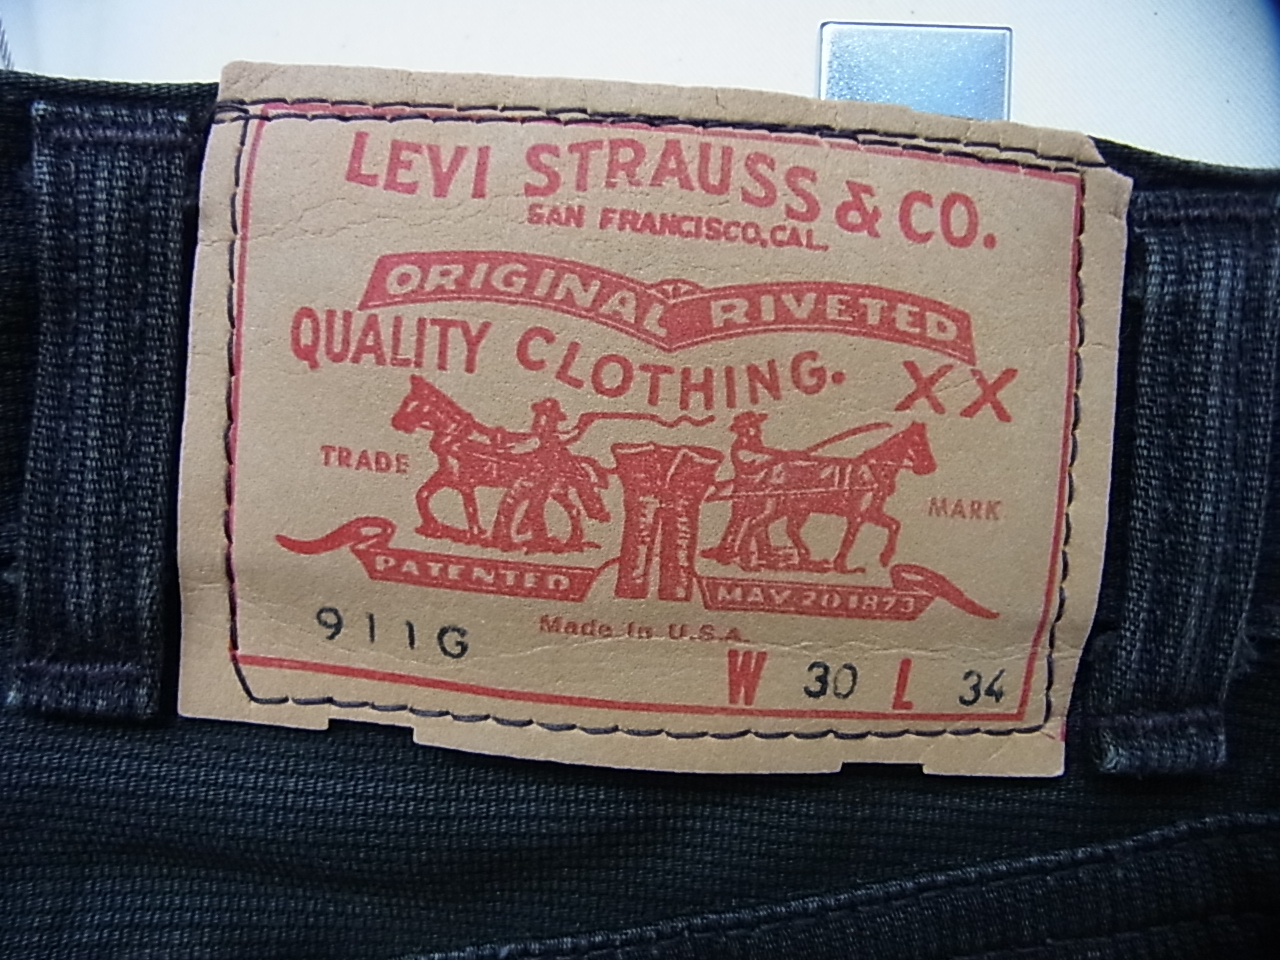 LEVI STRAUSS & CO.
SAN FRANCISCO, CAL.
ORIGINAL RIVETED
QUALITY CLOTHING. XX
TRADE MARK
PATENTED MAY 20 1873
Made in U.S.A.
911G W 30 L 34